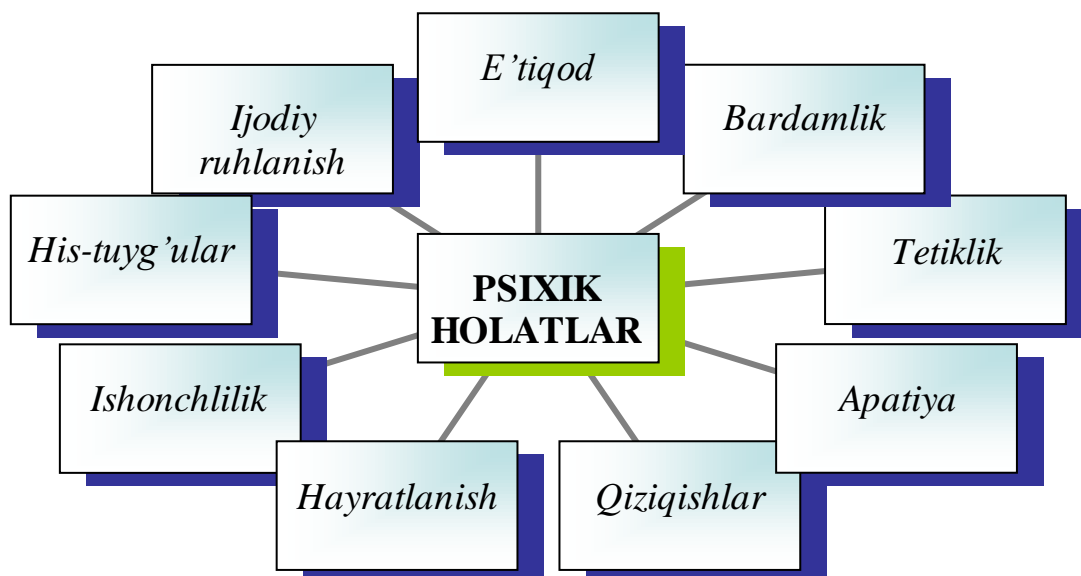 E’tiqod
Ijodiy
ruhlanish
Bardamlik
His-tuyg’ular
Tetiklik
PSIXIK
HOLATLAR
Ishonchlilik
Apatiya
Hayratlanish
Qiziqishlar